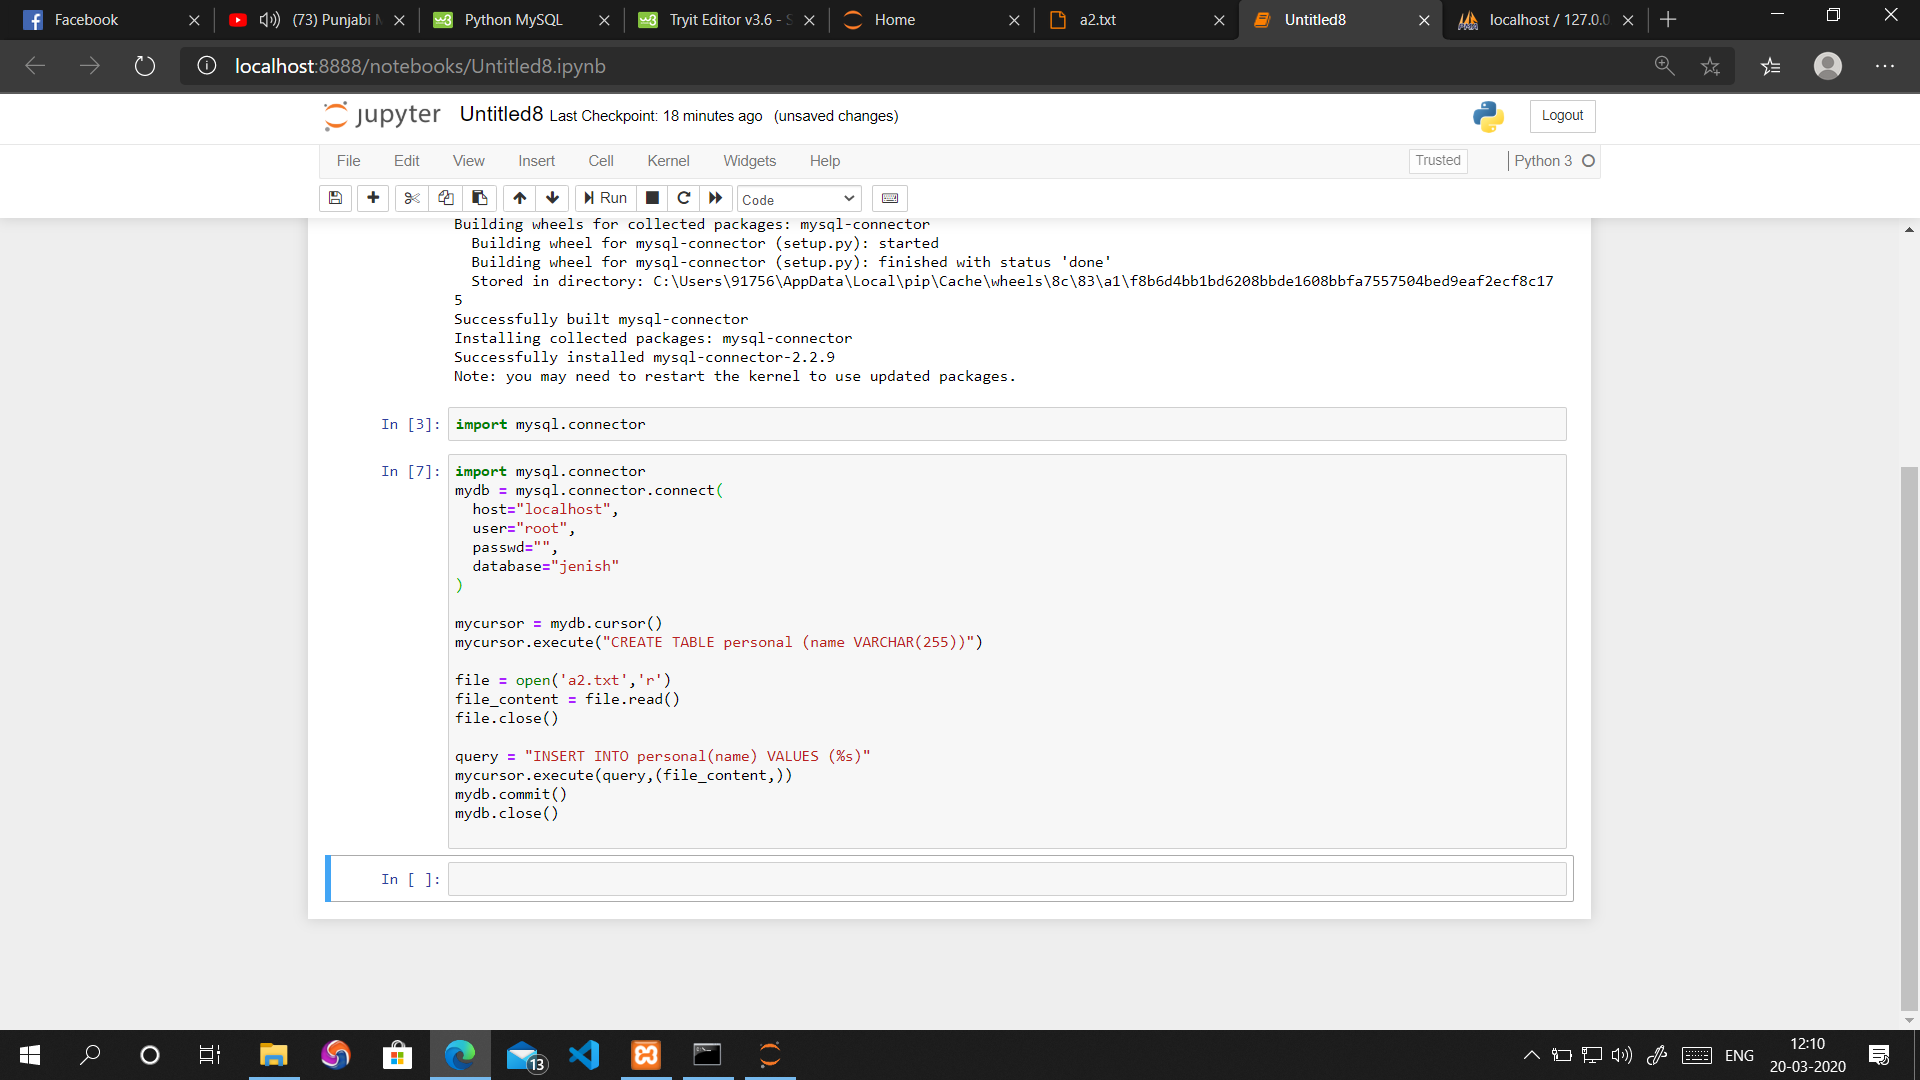 Facebook
(73) Punjabi M
Python MySQL
Tryit Editor v3.6 - S
Home
a2.txt
Untitled8
localhost / 127.0.0
localhost:8888/notebooks/Untitled8.ipynb
jupyter Untitled8 Last Checkpoint: 18 minutes ago (unsaved changes)
Logout
File Edit View Insert Cell Kernel Widgets Help
Trusted
Python 3
Run
Code
Building wheels for collected packages: mysql-connector
Building wheel for mysql-connector (setup.py): started
Building wheel for mysql-connector (setup.py): finished with status 'done'
Stored in directory: C:\Users\91756\AppData\Local\pip\Cache\wheels\8c\83\a1\f8b6d4bb1bd6208bbde1608bbfa7557504bed9eaf2ecf8c17
5
Successfully built mysql-connector
Installing collected packages: mysql-connector
Successfully installed mysql-connector-2.2.9
Note: you may need to restart the kernel to use updated packages.
In [3]: import mysql.connector
In [7]: import mysql.connector
mydb = mysql.connector.connect(
host="localhost",
user="root",
passwd="",
database="jenish"
)
mycursor = mydb.cursor()
mycursor.execute("CREATE TABLE personal (name VARCHAR(255))")
file = open('a2.txt','r')
file_content = file.read()
file.close()
query = "INSERT INTO personal(name) VALUES (%s)"
mycursor.execute(query,(file_content,))
mydb.commit()
mydb.close()
In [ ]:
13
ENG
12:10
20-03-2020